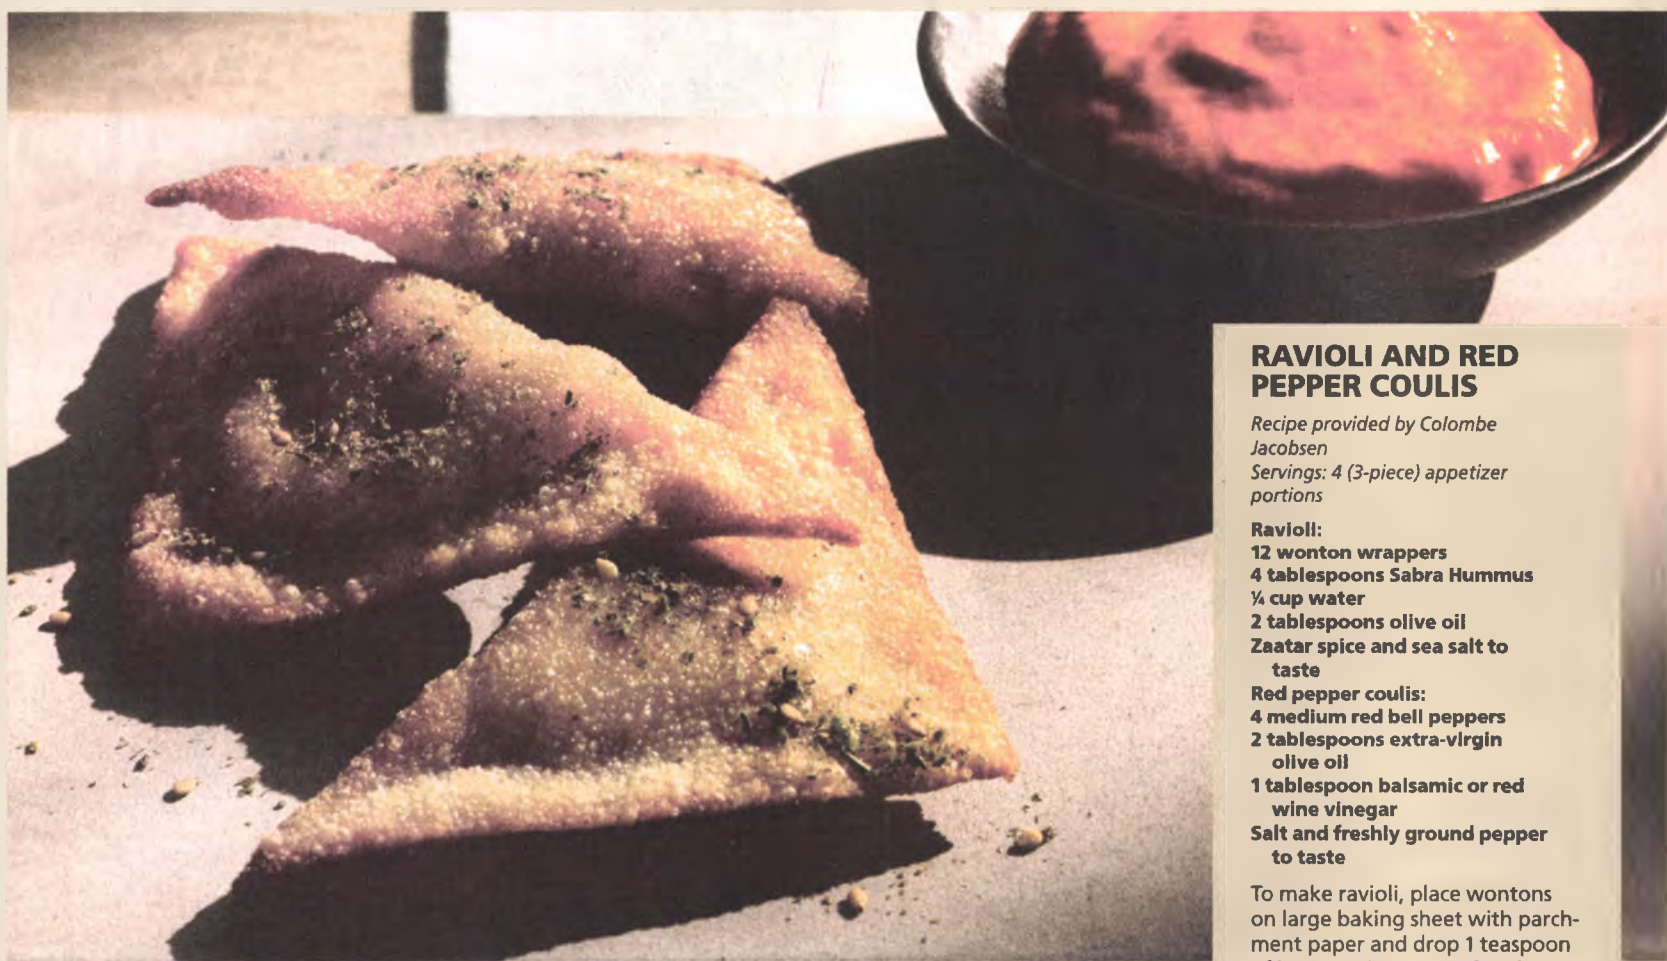 RAVIOLI AND RED
PEPPER COULIS
Recipe provided by Colombe
Jacobsen
Servings: 4 (3-piece) appetizer
portions
Ravioli:
12 wonton wrappers
4 tablespoons Sabra Hummus
¼ cup water
2 tablespoons olive oil
Zaatar spice and sea salt to
taste
Red pepper coulis:
4 medium red bell peppers
2 tablespoons extra-virgin
olive oil
1 tablespoon balsamic or red
wine vinegar
Salt and freshly ground pepper
to taste
To make ravioli, place wontons
on large baking sheet with parch-
ment paper and drop 1 teaspoon